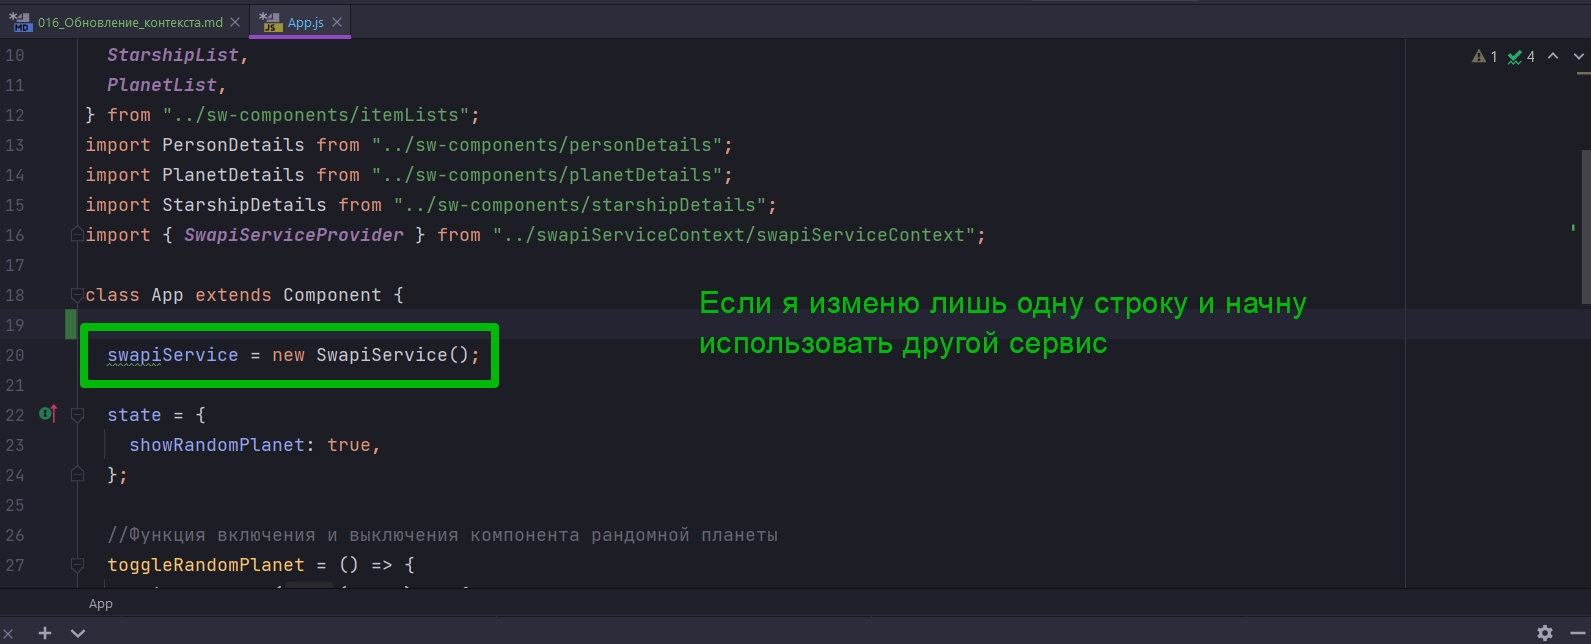 016_Обновление_контекста.md
App.js
10 StarshipList,
1 4
11 PlanetList,
12 } from "../sw-components/itemLists";
13 import PersonDetails from "../sw-components/personDetails";
14 import PlanetDetails from "../sw-components/planetDetails";
15 import StarshipDetails from "../sw-components/starshipDetails";
16 import { SwapiServiceProvider } from "../swapiServiceContext/swapiServiceContext";
17
18 class App extends Component {
Если я изменю лишь одну строку и начну
19
использовать другой сервис
20 swapiService = new SwapiService();
21
22 state = {
23 showRandomPlanet: true,
24 };
25
26 //Функция включения и выключения компонента рандомной планеты
27 toggleRandomPlanet = () => {
App